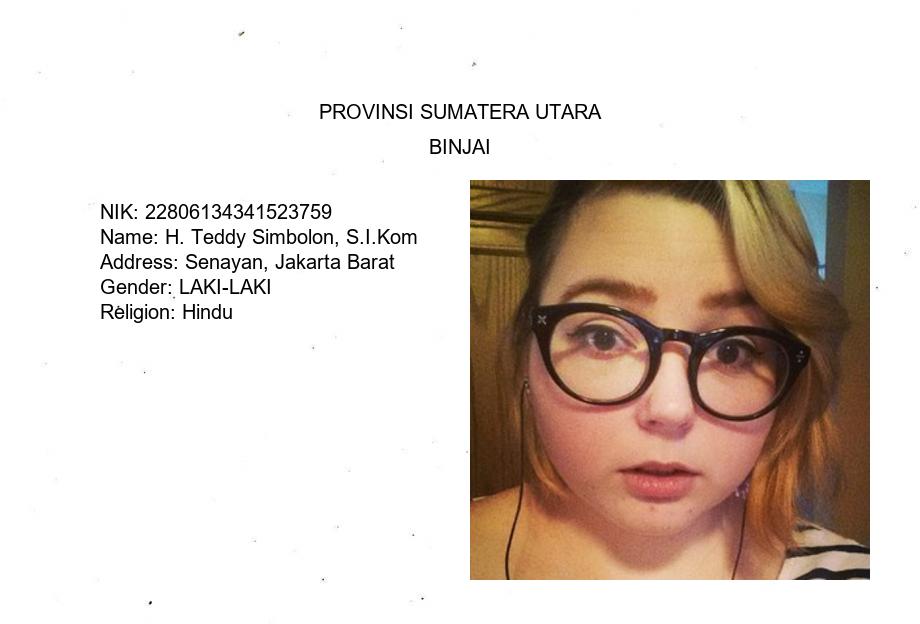 PROVINSI SUMATERA UTARA
BINJAI
NIK: 22806134341523759
Name: H. Teddy Simbolon, S.I.Kom
Address: Senayan, Jakarta Barat
Gender: LAKI-LAKI
Religion: Hindu